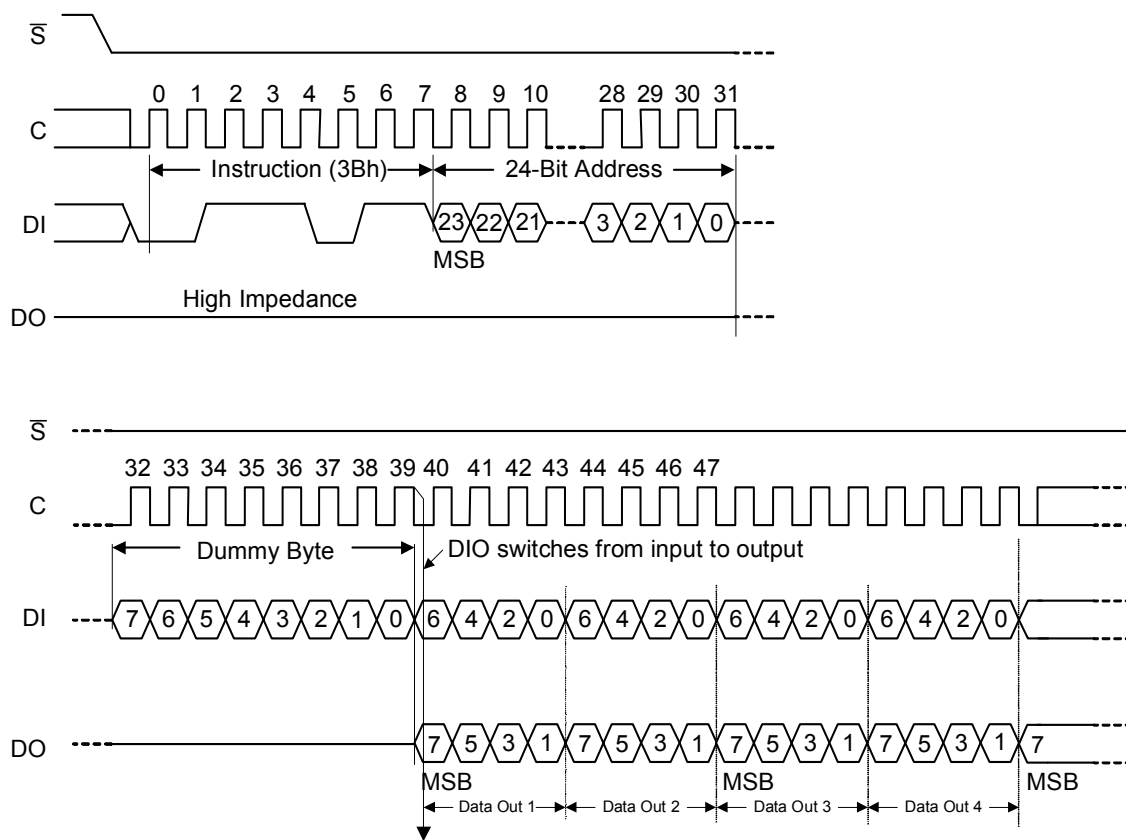 S
0 1 2 3 4 5 6 7 8 9 10 28 29 30 31
C
Instruction (3Bh) 24-Bit Address
DI 23 22 21 3 2 1 0
MSB
High Impedance
DO
S
32 33 34 35 36 37 38 39 40 41 42 43 44 45 46 47
C
Dummy Byte DIO switches from input to output
DI 7 6 5 4 3 2 1 0 6 4 2 0 6 4 2 0 6 4 2 0 6 4 2 0
DO 7 5 3 1 7 5 3 1 7 5 3 1 7 5 3 1 7
MSB MSB MSB
Data Out 1 Data Out 2 Data Out 3 Data Out 4